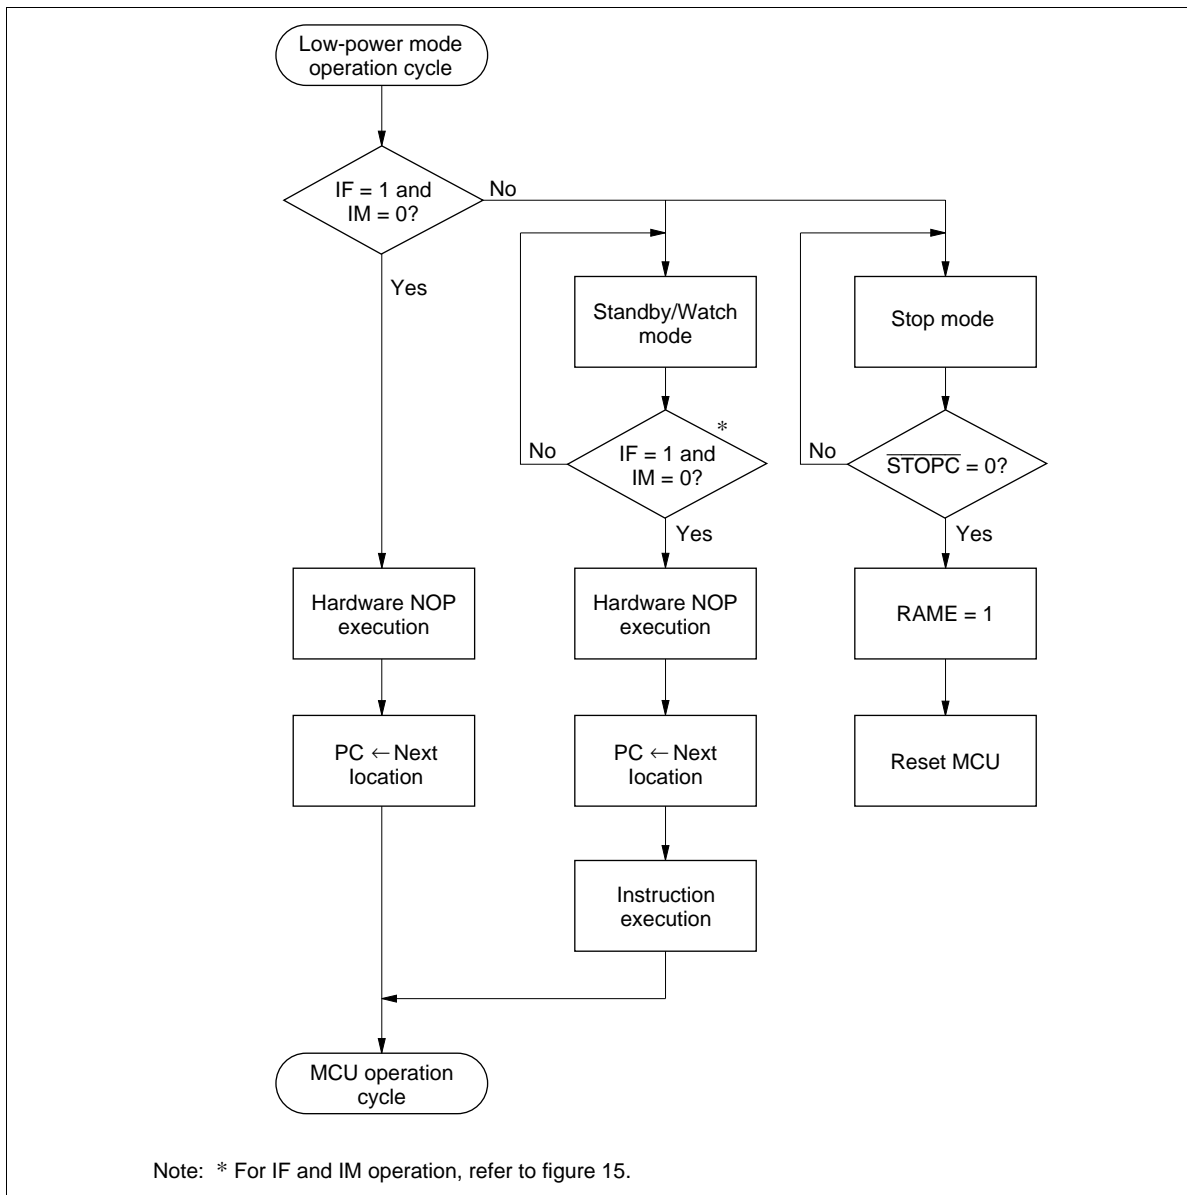 Low-power mode
operation cycle
IF = 1 and
IM = 0?
No
Yes
Standby/Watch
mode
Stop mode
*
IF = 1 and
IM = 0?
No
Yes
S̅T̅O̅P̅C̅ = 0?
No
Yes
Hardware NOP
execution
Hardware NOP
execution
RAME = 1
PC ← Next
location
PC ← Next
location
Reset MCU
Instruction
execution
MCU operation
cycle
Note: * For IF and IM operation, refer to figure 15.